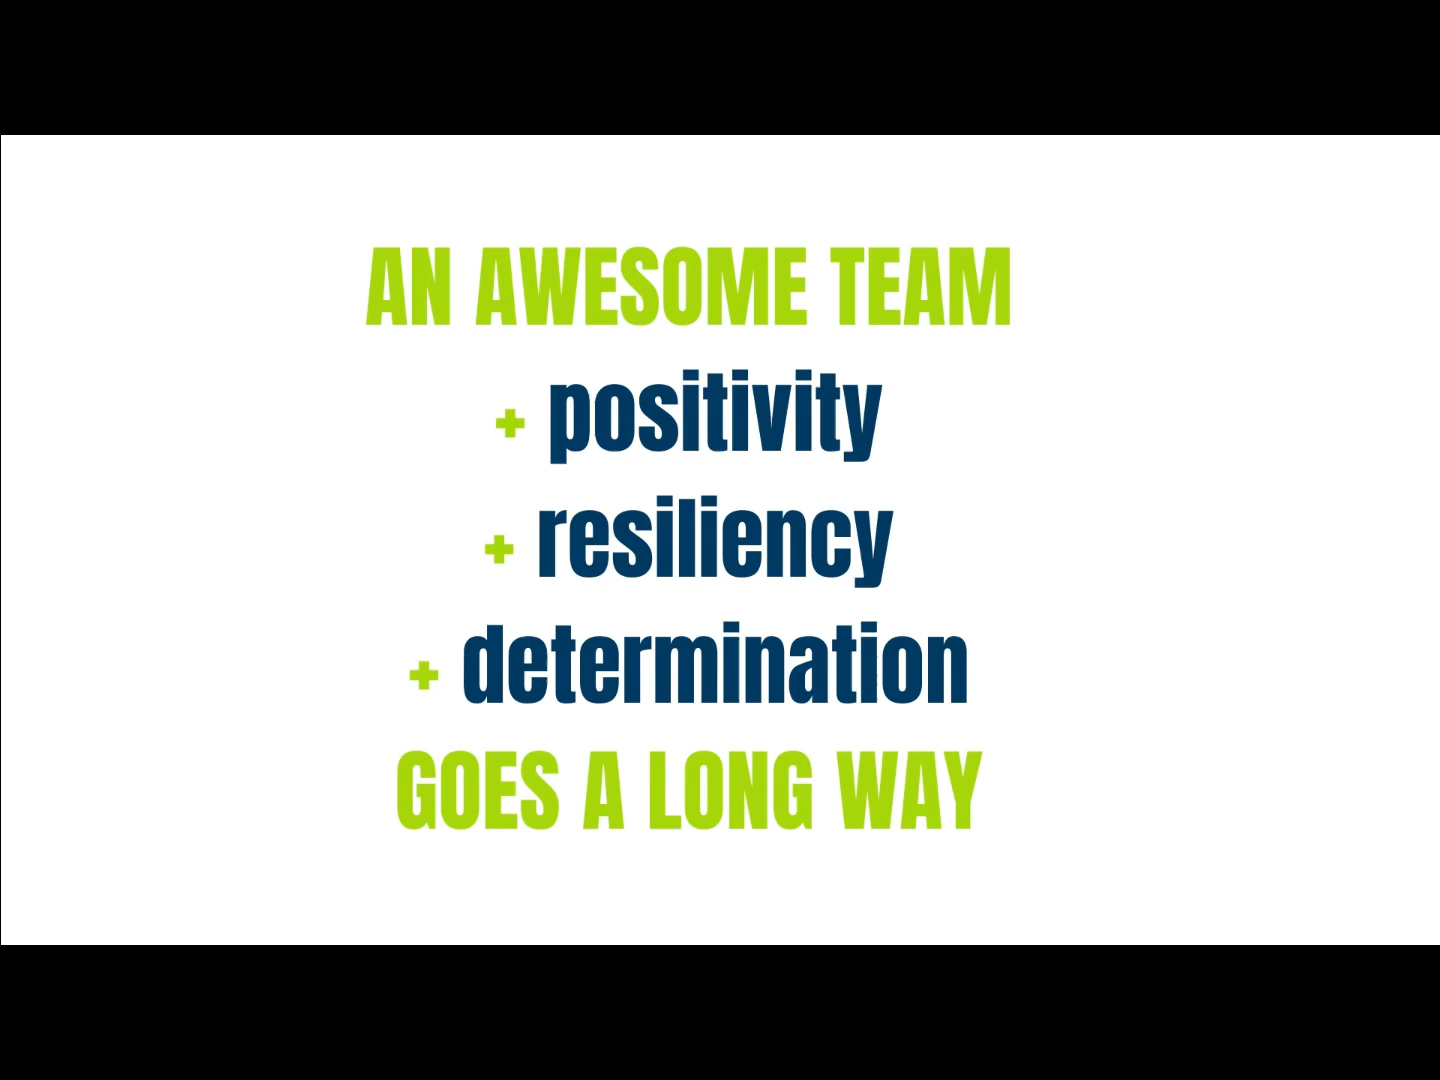 AN AWESOME TEAM
+ positivity
+ resiliency
+ determination
GOES A LONG WAY